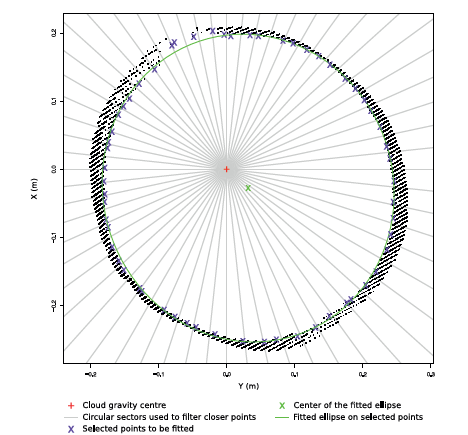 0.2
0.1
0.0
-0.1
-0.2
X (m)
-0.2 -0.1 0.0 0.1 0.2 0.3
Y (m)
Cloud gravity centre
Center of the fitted ellipse
Circular sectors used to filter closer points
Fitted ellipse on selected points
Selected points to be fitted